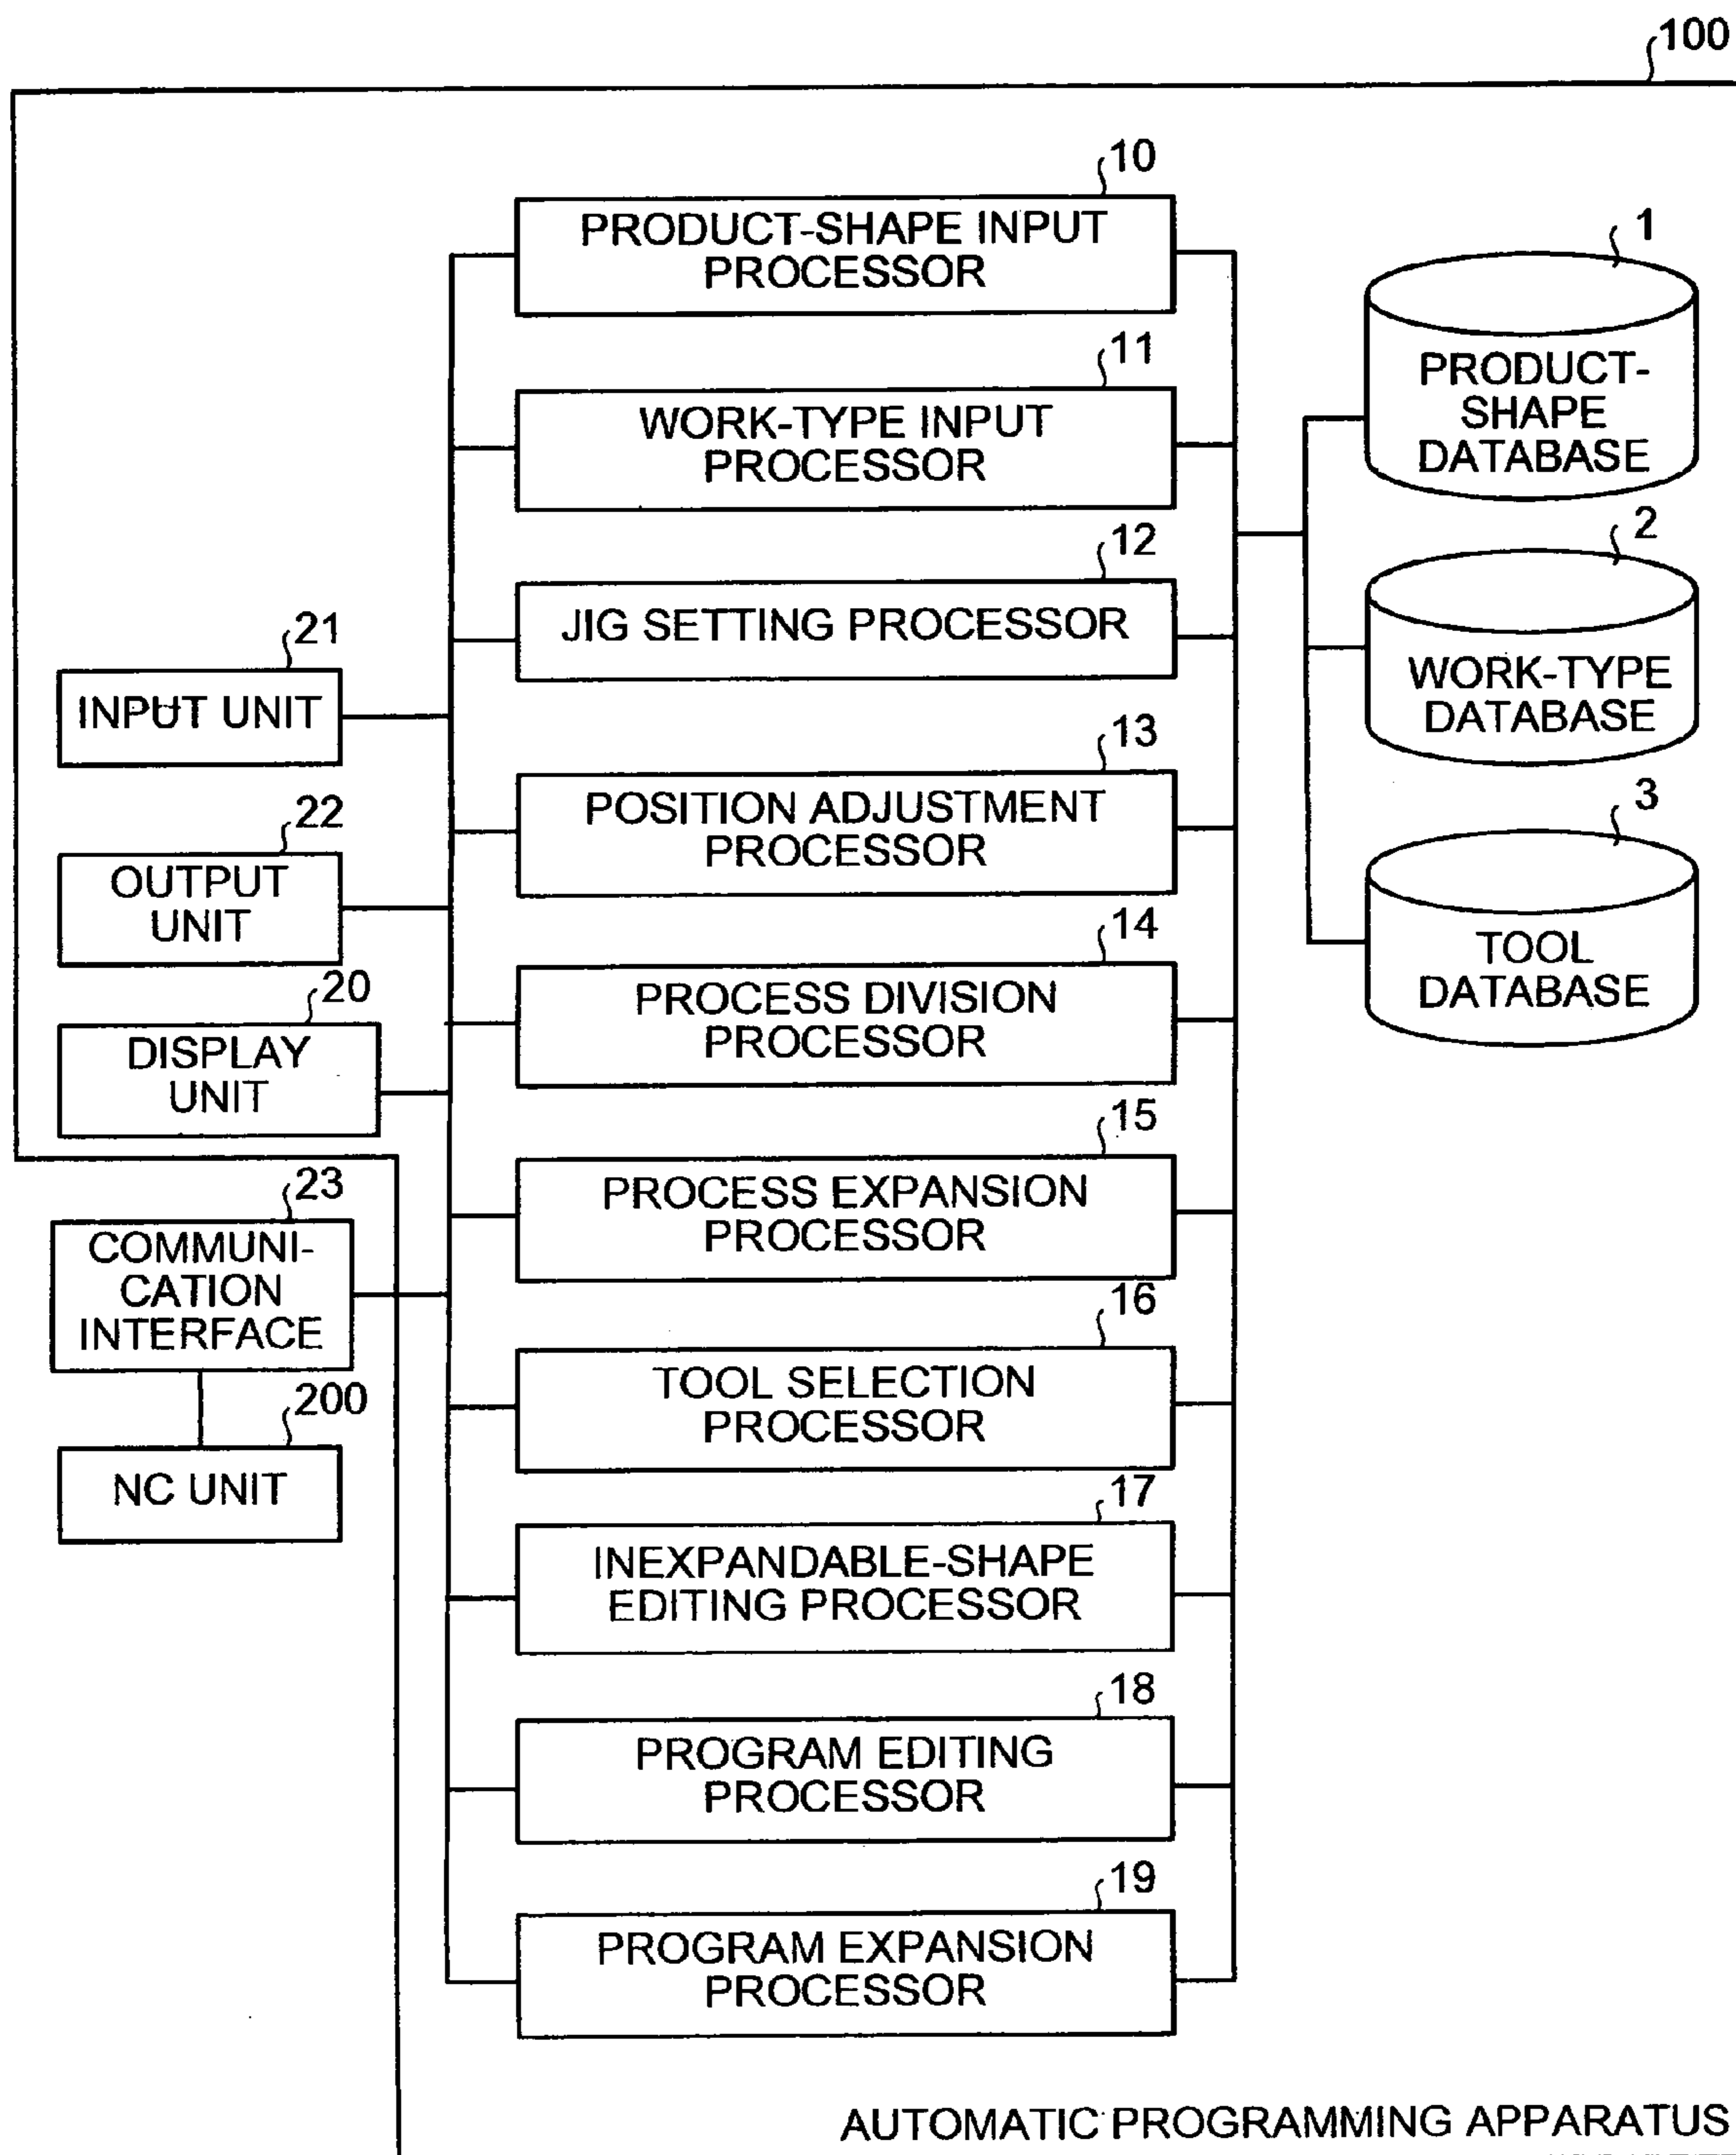 100
10
PRODUCT-SHAPE INPUT
PROCESSOR
11
WORK-TYPE INPUT
PROCESSOR
12
JIG SETTING PROCESSOR
13
POSITION ADJUSTMENT
PROCESSOR
14
PROCESS DIVISION
PROCESSOR
15
PROCESS EXPANSION
PROCESSOR
16
TOOL SELECTION
PROCESSOR
17
INEXPANDABLE-SHAPE
EDITING PROCESSOR
18
PROGRAM EDITING
PROCESSOR
19
PROGRAM EXPANSION
PROCESSOR
21
INPUT UNIT
22
OUTPUT
UNIT
20
DISPLAY
UNIT
23
COMMUNI-
CATION
INTERFACE
200
NC UNIT
1
PRODUCT-
SHAPE
DATABASE
2
WORK-TYPE
DATABASE
3
TOOL
DATABASE
AUTOMATIC PROGRAMMING APPARATUS